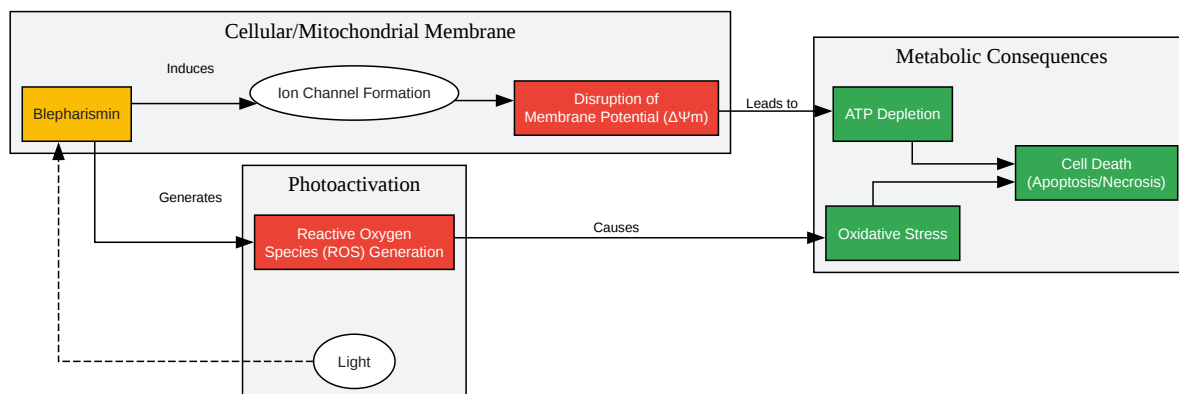 Cellular/Mitochondrial Membrane
Induces
Blepharismin
Ion Channel Formation
Disruption of
Membrane Potential (ΔΨm)
Leads to
Metabolic Consequences
ATP Depletion
Cell Death
(Apoptosis/Necrosis)
Oxidative Stress
Photoactivation
Generates
Reactive Oxygen
Species (ROS) Generation
Causes
Light